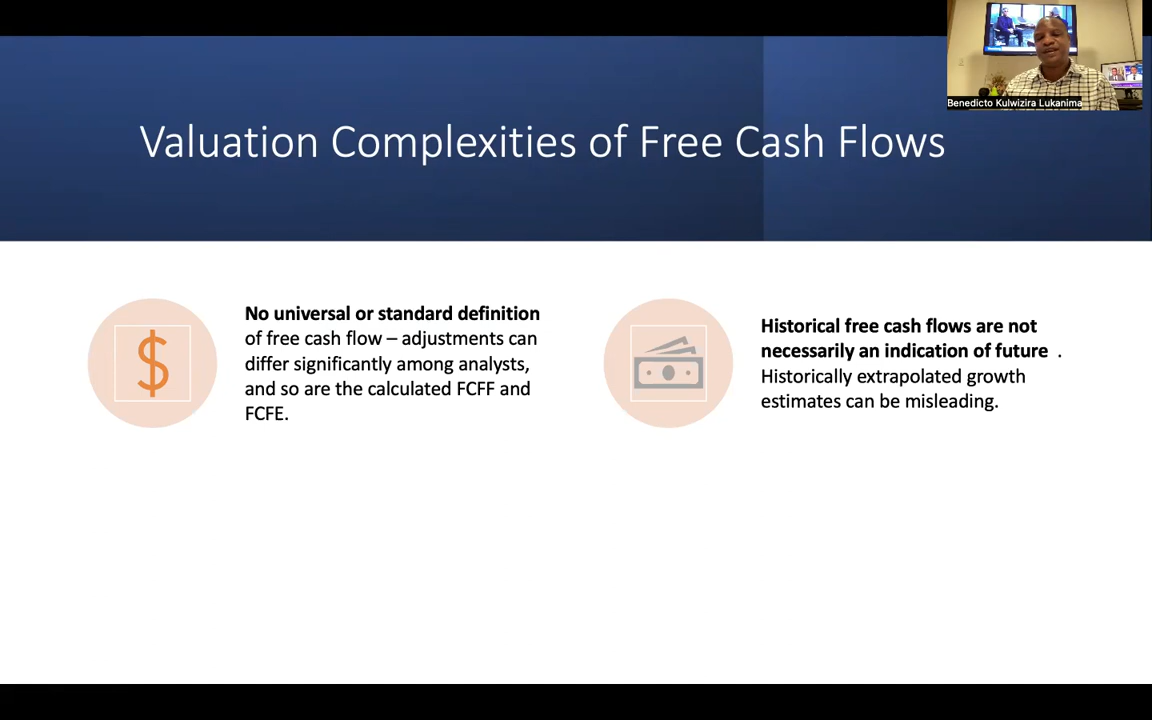 Benedicto Kulwizira Lukanima
Valuation Complexities of Free Cash Flows
No universal or standard definition
of free cash flow – adjustments can
differ significantly among analysts,
and so are the calculated FCFF and
FCFE.
Historical free cash flows are not
necessarily an indication of future .
Historically extrapolated growth
estimates can be misleading.